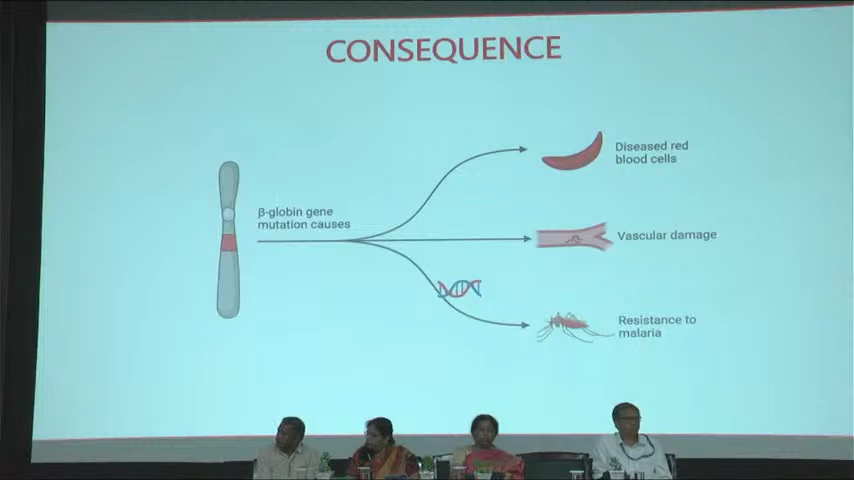 CONSEQUENCE
β-globin gene
mutation causes
Diseased red
blood cells
Vascular damage
Resistance to
malaria